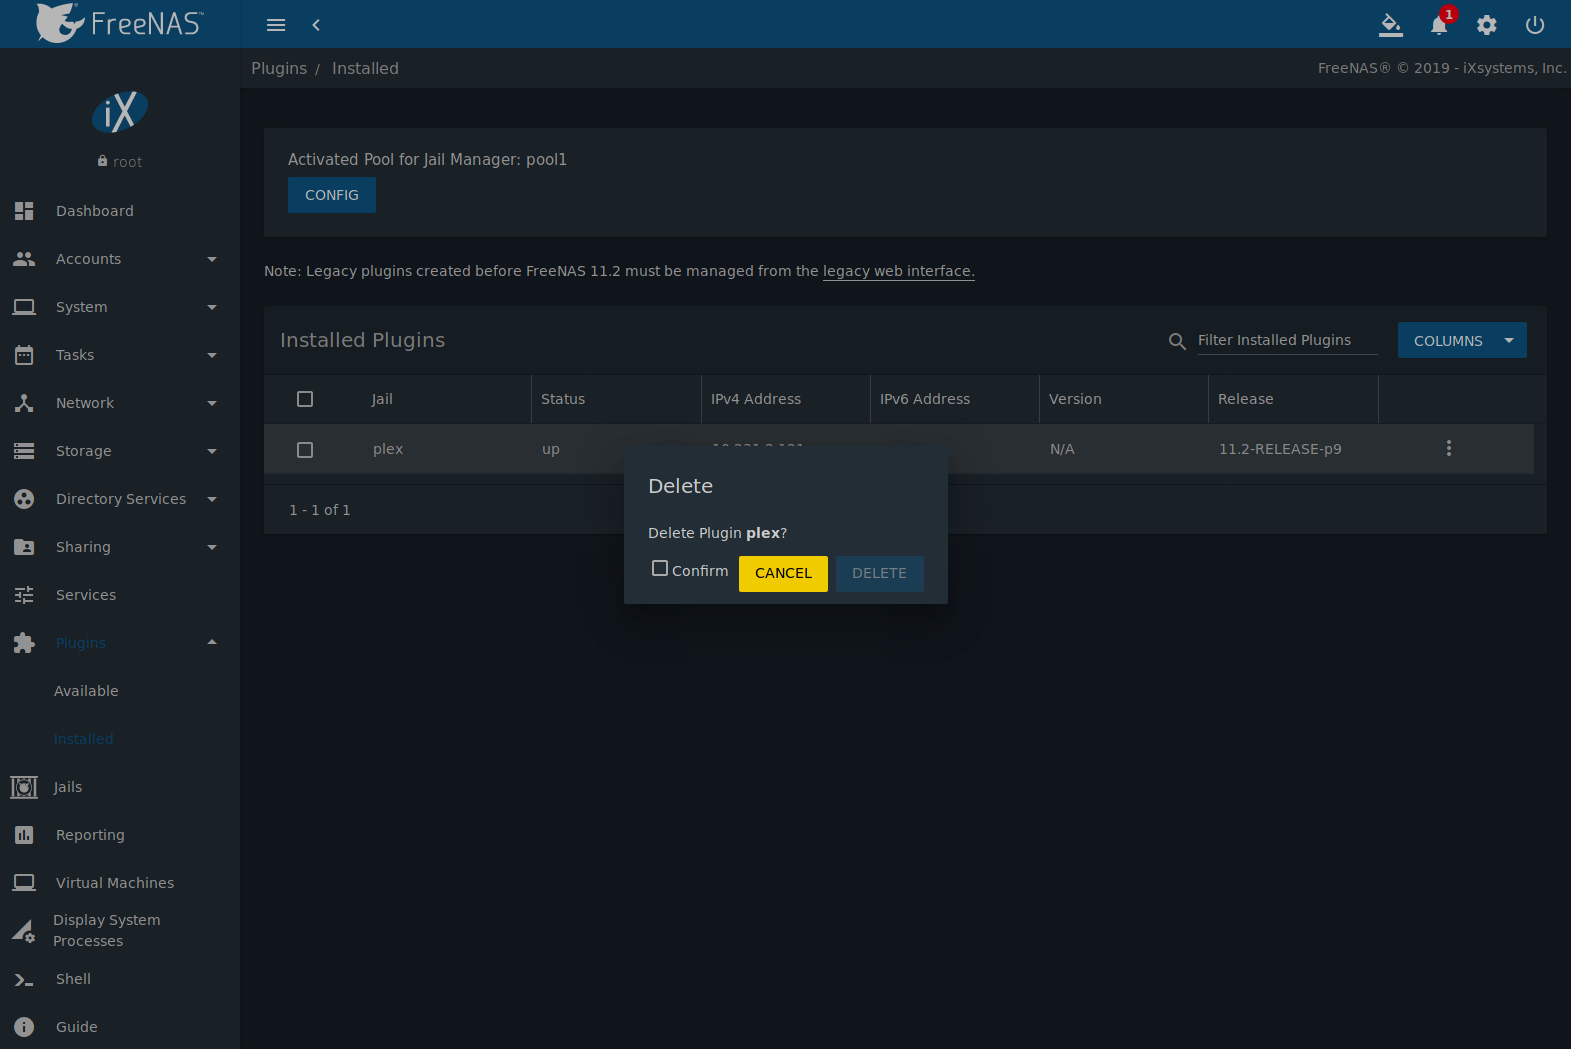 FreeNAS™
1
Plugins / Installed
FreeNAS® © 2019 - iXsystems, Inc.
iX
root
Dashboard
Accounts
System
Tasks
Network
Storage
Directory Services
Sharing
Services
Plugins
Available
Installed
Jails
Reporting
Virtual Machines
Display System
Processes
Shell
Guide
Activated Pool for Jail Manager: pool1
CONFIG
Note: Legacy plugins created before FreeNAS 11.2 must be managed from the legacy web interface.
Installed Plugins
Filter Installed Plugins
COLUMNS
Jail Status IPv4 Address IPv6 Address Version Release
plex up N/A 11.2-RELEASE-p9
1 - 1 of 1
Delete
Delete Plugin plex?
Confirm CANCEL DELETE